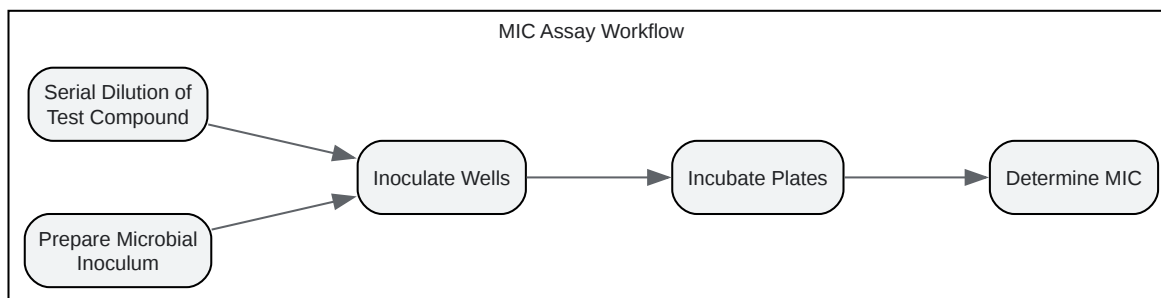 MIC Assay Workflow
Serial Dilution of
Test Compound
Prepare Microbial
Inoculum
Inoculate Wells
Incubate Plates
Determine MIC